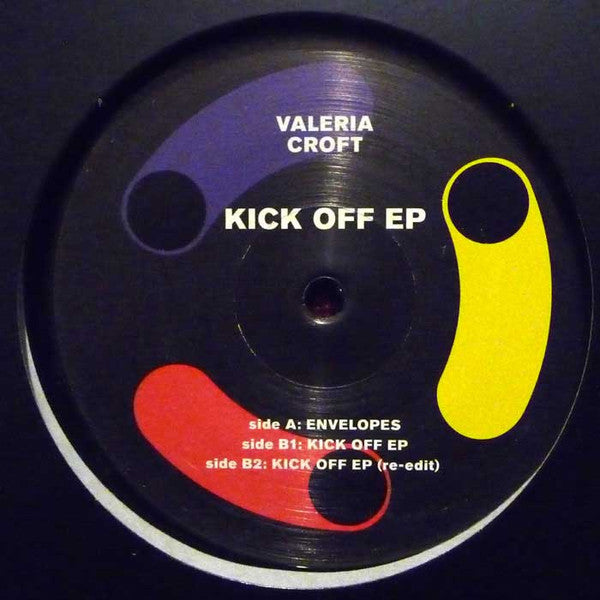 VALERIA
CROFT
KICK OFF EP
side A: ENVELOPES
side B1: KICK OFF EP
side B2: KICK OFF EP (re-edit)